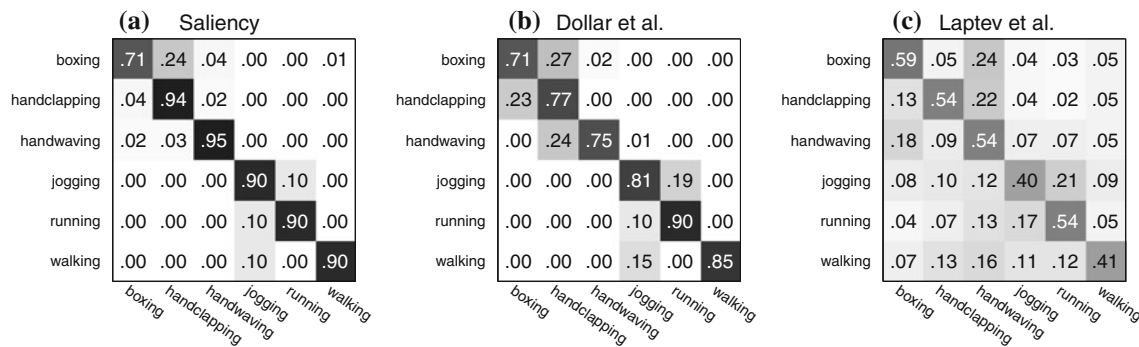 (a) Saliency
boxing .71 .24 .04 .00 .00 .01
handclapping .04 .94 .02 .00 .00 .00
handwaving .02 .03 .95 .00 .00 .00
jogging .00 .00 .00 .90 .10 .00
running .00 .00 .00 .10 .90 .00
walking .00 .00 .00 .10 .00 .90
boxing handclapping handwaving jogging running walking
(b) Dollar et al.
boxing .71 .27 .02 .00 .00 .00
handclapping .23 .77 .00 .00 .00 .00
handwaving .00 .24 .75 .01 .00 .00
jogging .00 .00 .00 .81 .19 .00
running .00 .00 .00 .10 .90 .00
walking .00 .00 .00 .15 .00 .85
boxing handclapping handwaving jogging running walking
(c) Laptev et al.
boxing .59 .05 .24 .04 .03 .05
handclapping .13 .54 .22 .04 .02 .05
handwaving .18 .09 .54 .07 .07 .05
jogging .08 .10 .12 .40 .21 .09
running .04 .07 .13 .17 .54 .05
walking .07 .13 .16 .11 .12 .41
boxing handclapping handwaving jogging running walking